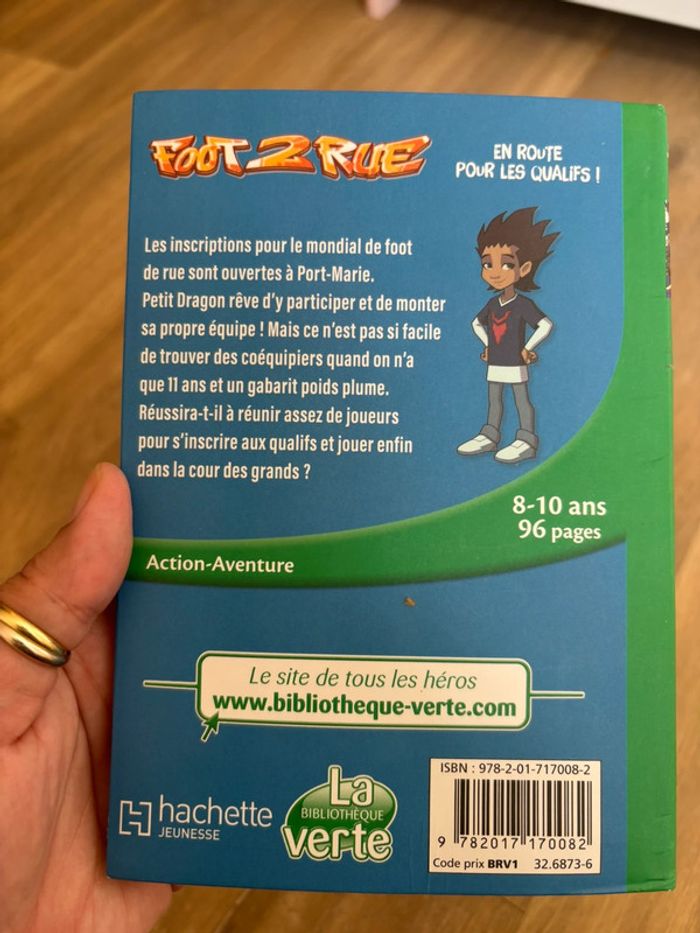 FOOT 2 RUE
EN ROUTE
POUR LES QUALIFS !
Les inscriptions pour le mondial de foot
de rue sont ouvertes à Port-Marie.
Petit Dragon rêve d'y participer et de monter
sa propre équipe ! Mais ce n'est pas si facile
de trouver des coéquipiers quand on n'a
que 11 ans et un gabarit poids plume.
Réussira-t-il à réunir assez de joueurs
pour s'inscrire aux qualifs et jouer enfin
dans la cour des grands ?
8-10 ans
96 pages
Action-Aventure
Le site de tous les héros
www.bibliotheque-verte.com
hachette
JEUNESSE
La
BIBLIOTHÈQUE
verte
ISBN : 978-2-01-717008-2
9 782017 170082
Code prix BRV1 32.6873-6